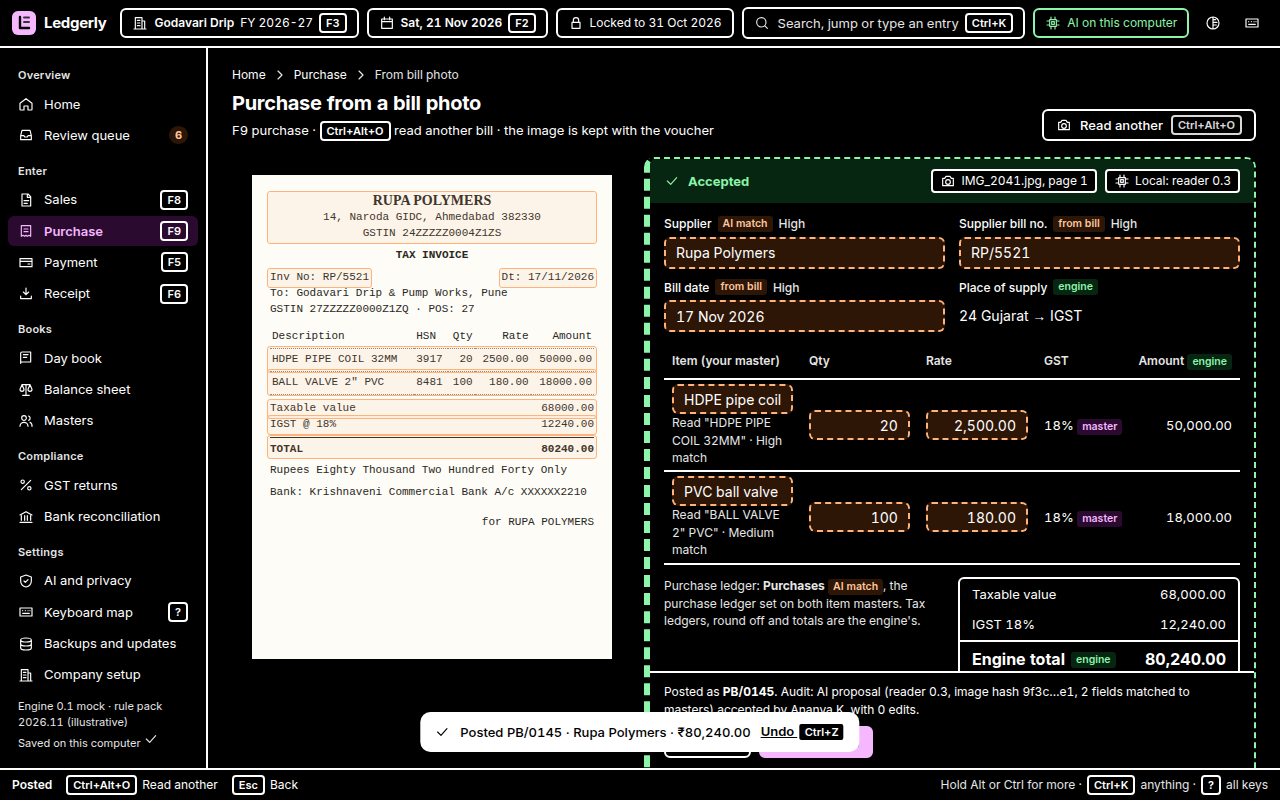 Ledgerly
Godavari Drip FY 2026-27 F3
Sat, 21 Nov 2026 F2
Locked to 31 Oct 2026
Search, jump or type an entry Ctrl+K
AI on this computer
Overview
Home
Review queue 6
Enter
Sales F8
Purchase F9
Payment F5
Receipt F6
Books
Day book
Balance sheet
Masters
Compliance
GST returns
Bank reconciliation
Settings
AI and privacy
Keyboard map ?
Backups and updates
Company setup
Engine 0.1 mock · rule pack
2026.11 (illustrative)
Saved on this computer
Home > Purchase > From bill photo
Purchase from a bill photo
F9 purchase · Ctrl+Alt+O read another bill · the image is kept with the voucher
Read another Ctrl+Alt+O
RUPA POLYMERS
14, Naroda GIDC, Ahmedabad 382330
GSTIN 24ZZZZZ0004Z1ZS
TAX INVOICE
Inv No: RP/5521 Dt: 17/11/2026
To: Godavari Drip & Pump Works, Pune
GSTIN 27ZZZZZ0000Z1ZQ · POS: 27
Description HSN Qty Rate Amount
HDPE PIPE COIL 32MM 3917 20 2500.00 50000.00
BALL VALVE 2" PVC 8481 100 180.00 18000.00
Taxable value 68000.00
IGST @ 18% 12240.00
TOTAL 80240.00
Rupees Eighty Thousand Two Hundred Forty Only
Bank: Krishnaveni Commercial Bank A/c XXXXXX2210
for RUPA POLYMERS
Accepted
IMG_2041.jpg, page 1
Local: reader 0.3
Supplier AI match High
Rupa Polymers
Supplier bill no. from bill High
RP/5521
Bill date from bill High
17 Nov 2026
Place of supply engine
24 Gujarat → IGST
Item (your master) Qty Rate GST Amount engine
HDPE pipe coil 20 2,500.00 18% master 50,000.00
Read "HDPE PIPE
COIL 32MM" · High
match
PVC ball valve 100 180.00 18% master 18,000.00
Read "BALL VALVE
2" PVC" · Medium
match
Purchase ledger: Purchases AI match, the
purchase ledger set on both item masters. Tax
ledgers, round off and totals are the engine's.
Taxable value 68,000.00
IGST 18% 12,240.00
Engine total engine 80,240.00
Posted as PB/0145. Audit: AI proposal (reader 0.3, image hash 9f3c...e1, 2 fields matched to
masters) accepted by Ananya K. with 0 edits.
Posted PB/0145 · Rupa Polymers · ₹80,240.00 Undo Ctrl+Z
Posted Ctrl+Alt+O Read another Esc Back
Hold Alt or Ctrl for more · Ctrl+K anything · ? all keys